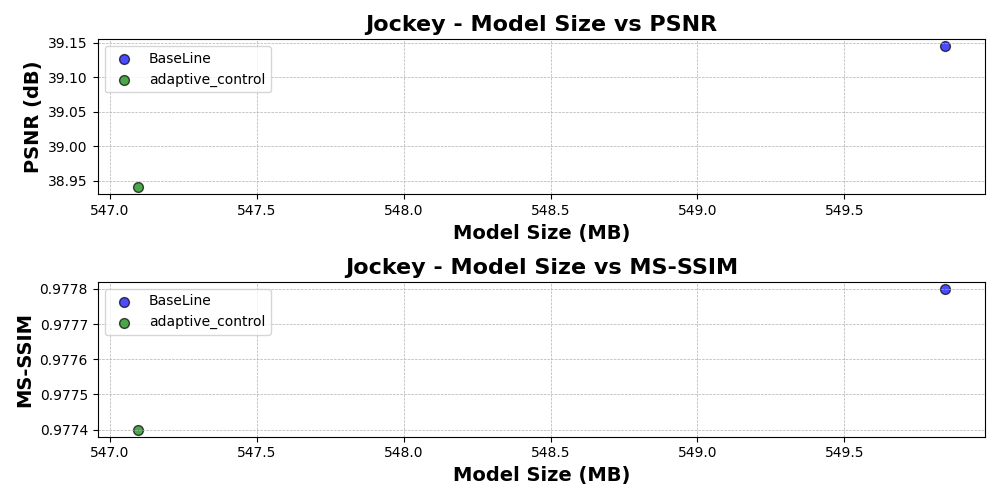 Jockey - Model Size vs PSNR
PSNR (dB)
39.15
39.10
39.05
39.00
38.95
BaseLine
adaptive_control
547.0 547.5 548.0 548.5 549.0 549.5
Model Size (MB)
Jockey - Model Size vs MS-SSIM
MS-SSIM
0.9778
0.9777
0.9776
0.9775
0.9774
BaseLine
adaptive_control
547.0 547.5 548.0 548.5 549.0 549.5
Model Size (MB)